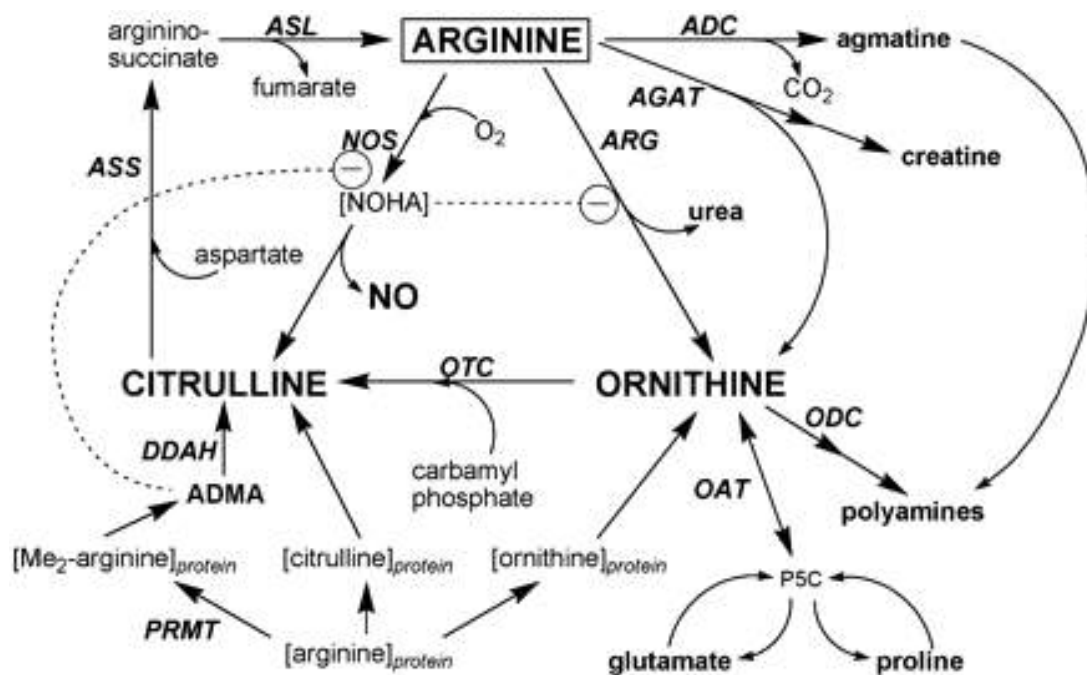 arginino-
succinate
ASL
ARGININE
ADC
agmatine
fumarate
CO2
AGAT
O2
NOS
ARG
creatine
ASS
−
[NOHA]
−
urea
aspartate
NO
CITRULLINE
OTC
ORNITHINE
ODC
DDAH
carbamyl
phosphate
OAT
ADMA
polyamines
[Me2-arginine]protein
[citrulline]protein
[ornithine]protein
P5C
PRMT
[arginine]protein
glutamate
proline